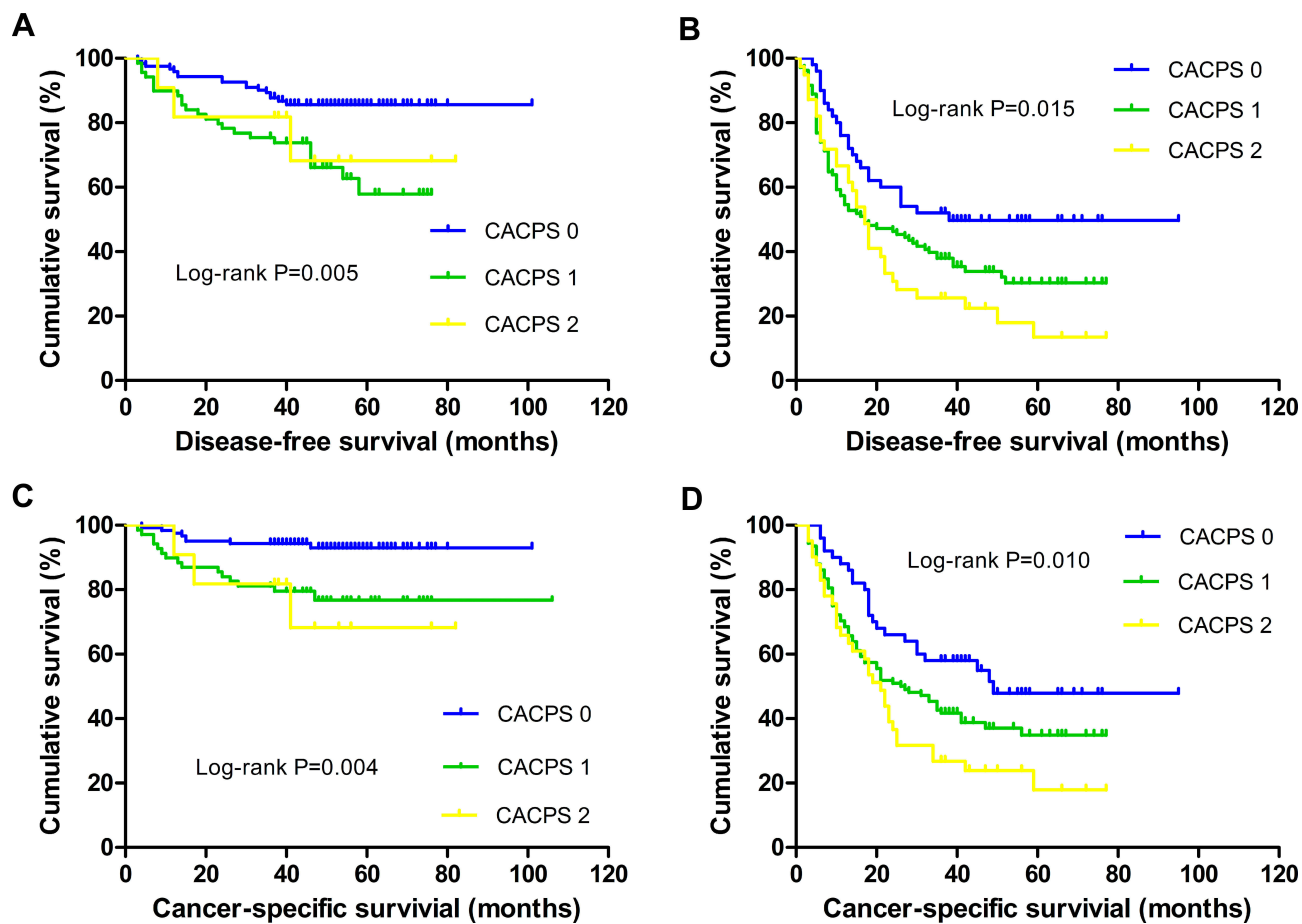 A
Cumulative survival (%)
100
80
60
40
20
0
0 20 40 60 80 100 120
Disease-free survival (months)
CACPS 0
CACPS 1
CACPS 2
Log-rank P=0.005
B
Cumulative survival (%)
100
80
60
40
20
0
0 20 40 60 80 100 120
Disease-free survival (months)
CACPS 0
CACPS 1
CACPS 2
Log-rank P=0.015
C
Cumulative survival (%)
100
80
60
40
20
0
0 20 40 60 80 100 120
Cancer-specific survivial (months)
CACPS 0
CACPS 1
CACPS 2
Log-rank P=0.004
D
Cumulative survival (%)
100
80
60
40
20
0
0 20 40 60 80 100 120
Cancer-specific survival (months)
CACPS 0
CACPS 1
CACPS 2
Log-rank P=0.010